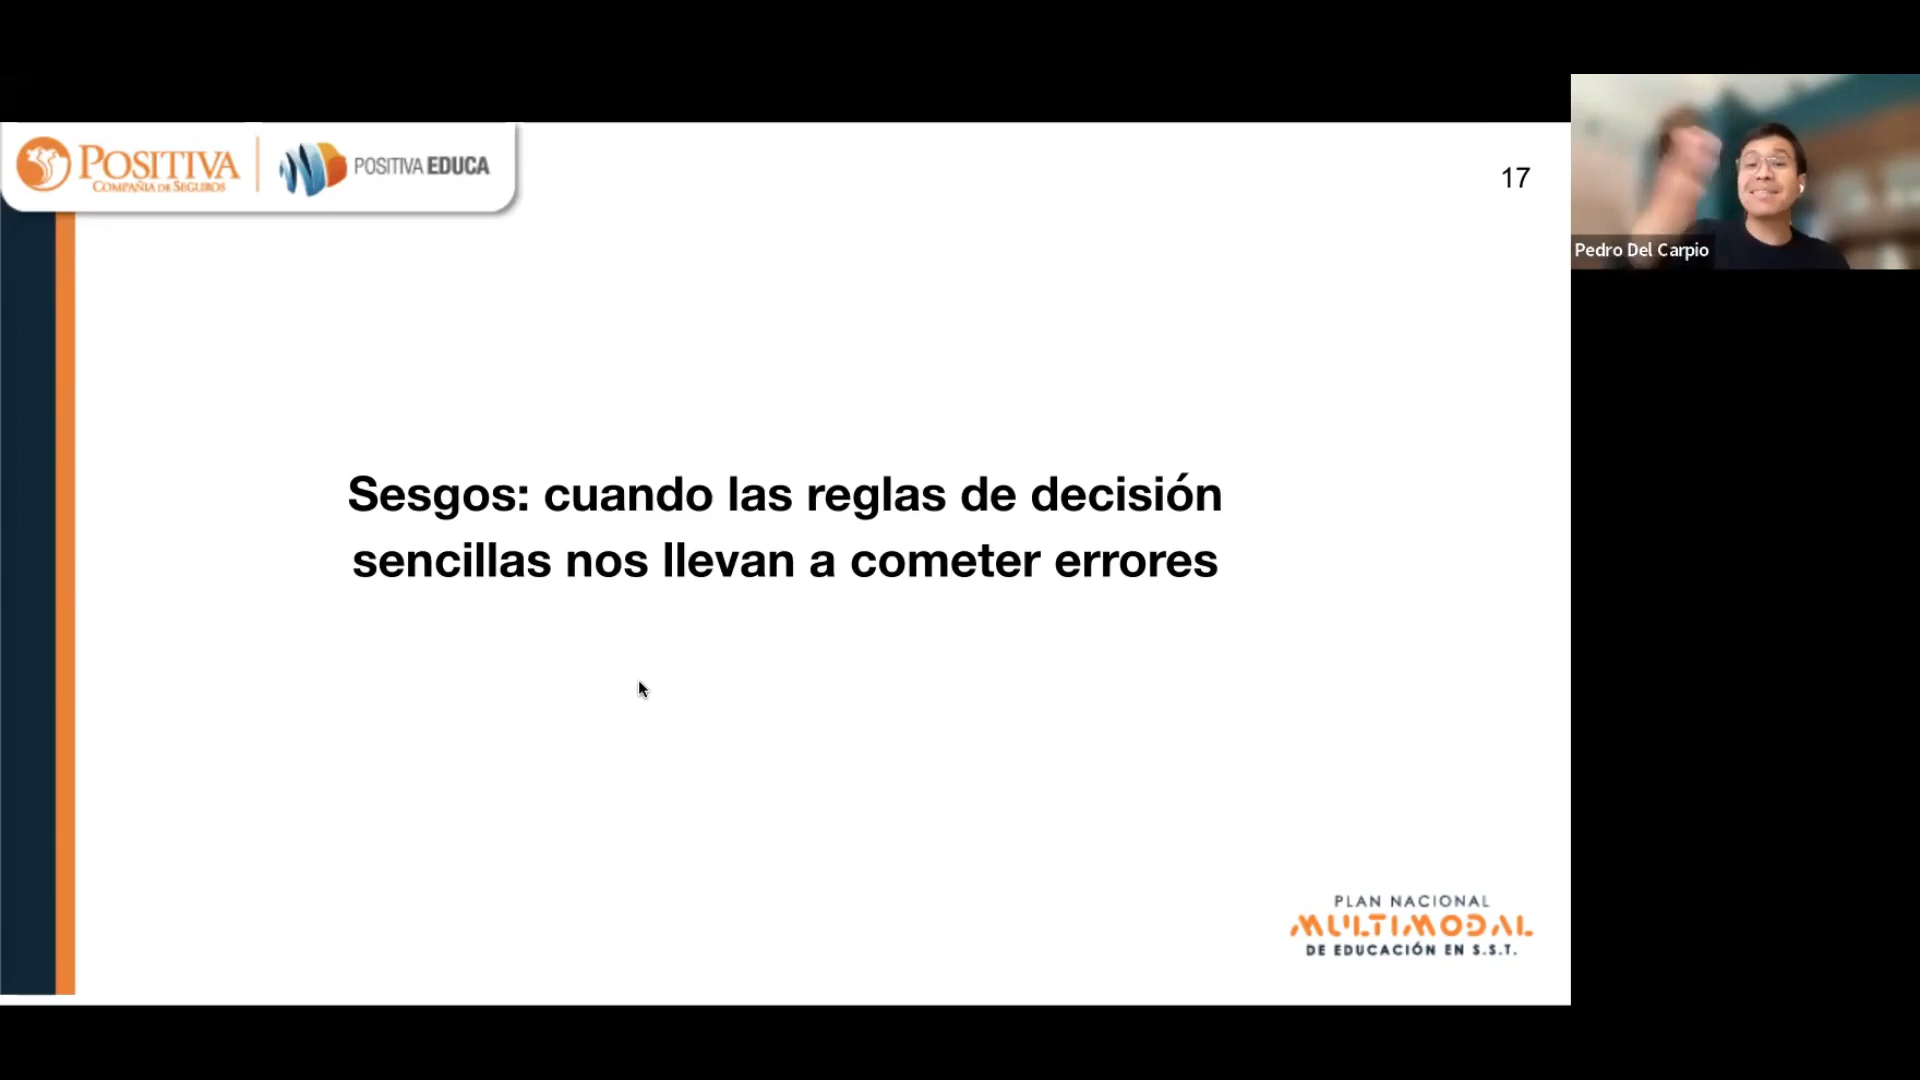 POSITIVA
COMPAÑIA DE SEGUROS
POSITIVA EDUCA
17
Pedro Del Carpio
Sesgos: cuando las reglas de decisión
sencillas nos llevan a cometer errores
PLAN NACIONAL
MULTIMODAL
DE EDUCACIÓN EN S.S.T.